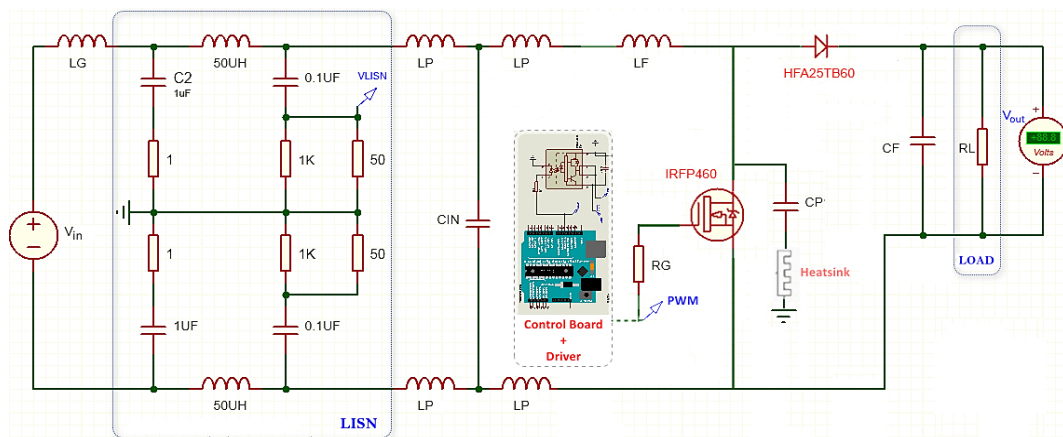 LG
50UH
LP
LP
LF
HFA25TB60
C2
1uF
0.1UF
VLISN
1
1K
50
Vin
1
1K
50
1UF
0.1UF
50UH
LISN
CIN
LP
LP
Control Board
+
Driver
RG
PWM
IRFP460
CP
Heatsink
CF
RL
LOAD
Vout
+
+88.8
Volts